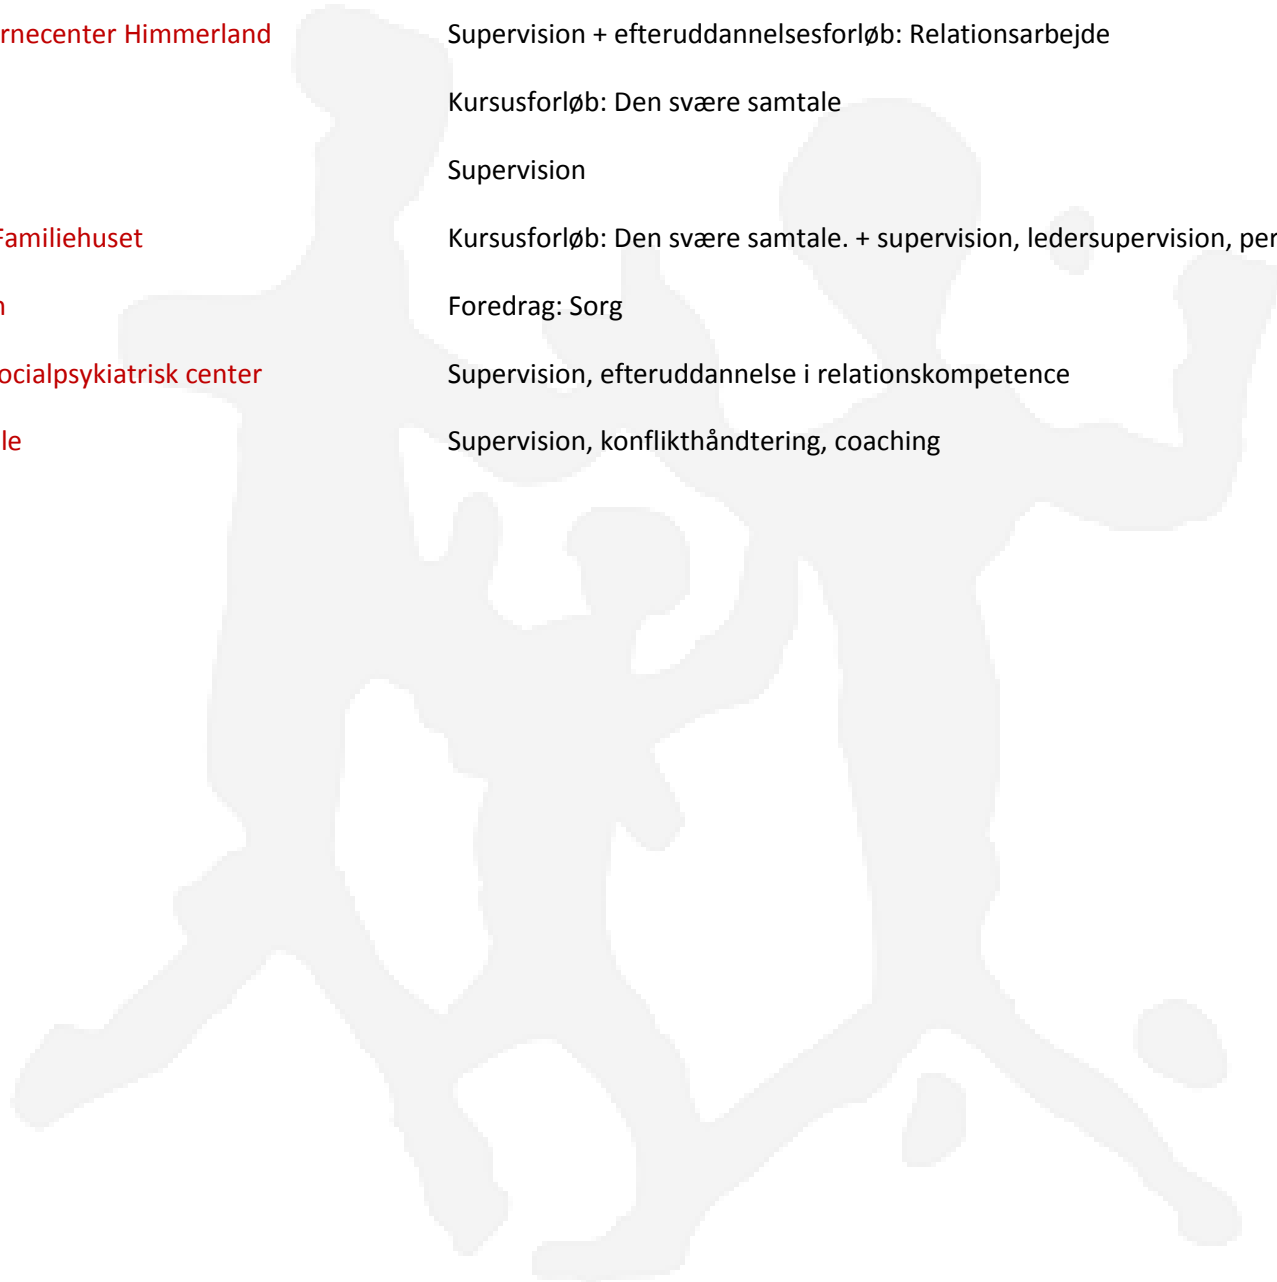 rnecenter Himmerland Supervision + efteruddannelsesforløb: Relationsarbejde
Kursusforløb: Den svære samtale
Supervision
Familiehuset Kursusforløb: Den svære samtale. + supervision, ledersupervision, per
n Foredrag: Sorg
ocialpsykiatrisk center Supervision, efteruddannelse i relationskompetence
le Supervision, konflikthåndtering, coaching